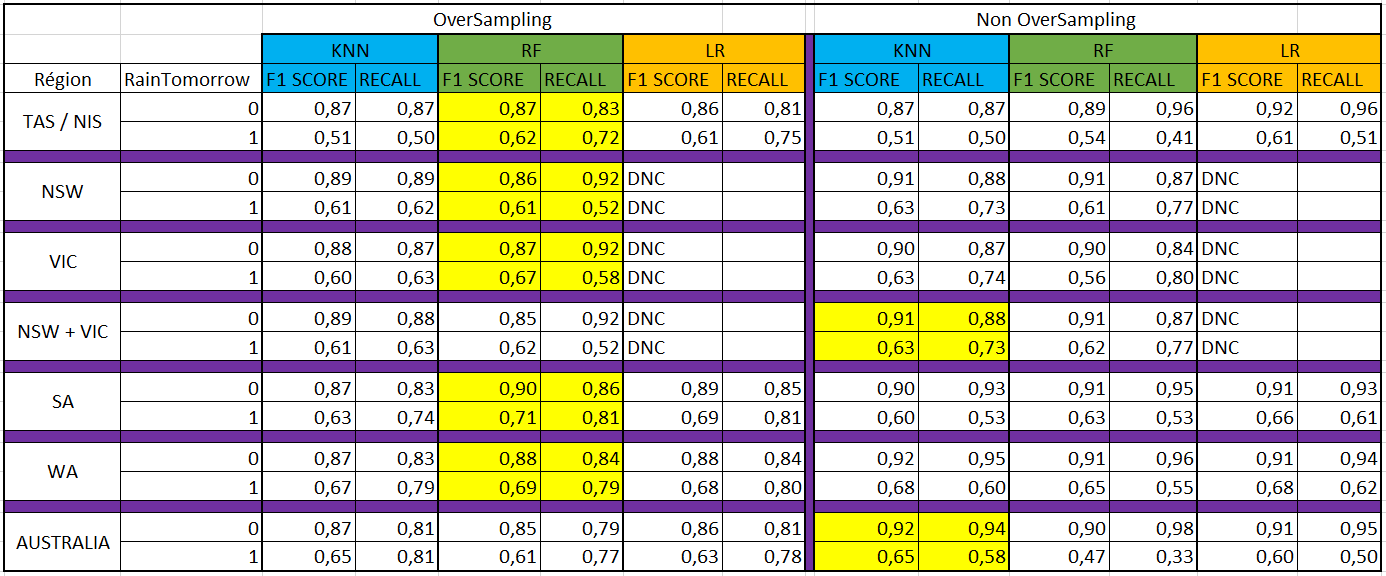 OverSampling Non OverSampling
KNN RF LR KNN RF LR
Région RainTomorrow F1 SCORE RECALL F1 SCORE RECALL F1 SCORE RECALL F1 SCORE RECALL F1 SCORE RECALL F1 SCORE RECALL
TAS / NIS 0 0,87 0,87 0,87 0,83 0,86 0,81 0,87 0,87 0,89 0,96 0,92 0,96
1 0,51 0,50 0,62 0,72 0,61 0,75 0,51 0,50 0,54 0,41 0,61 0,51
NSW 0 0,89 0,89 0,86 0,92 DNC 0,91 0,88 0,91 0,87 DNC
1 0,61 0,62 0,61 0,52 DNC 0,63 0,73 0,61 0,77 DNC
VIC 0 0,88 0,87 0,87 0,92 DNC 0,90 0,87 0,90 0,84 DNC
1 0,60 0,63 0,67 0,58 DNC 0,63 0,74 0,56 0,80 DNC
NSW + VIC 0 0,89 0,88 0,85 0,92 DNC 0,91 0,88 0,91 0,87 DNC
1 0,61 0,63 0,62 0,52 DNC 0,63 0,73 0,62 0,77 DNC
SA 0 0,87 0,83 0,90 0,86 0,89 0,85 0,90 0,93 0,91 0,95 0,91 0,93
1 0,63 0,74 0,71 0,81 0,69 0,81 0,60 0,53 0,63 0,53 0,66 0,61
WA 0 0,87 0,83 0,88 0,84 0,88 0,84 0,92 0,95 0,91 0,96 0,91 0,94
1 0,67 0,79 0,69 0,79 0,68 0,80 0,68 0,60 0,65 0,55 0,68 0,62
AUSTRALIA 0 0,87 0,81 0,85 0,79 0,86 0,81 0,92 0,94 0,90 0,98 0,91 0,95
1 0,65 0,81 0,61 0,77 0,63 0,78 0,65 0,58 0,47 0,33 0,60 0,50